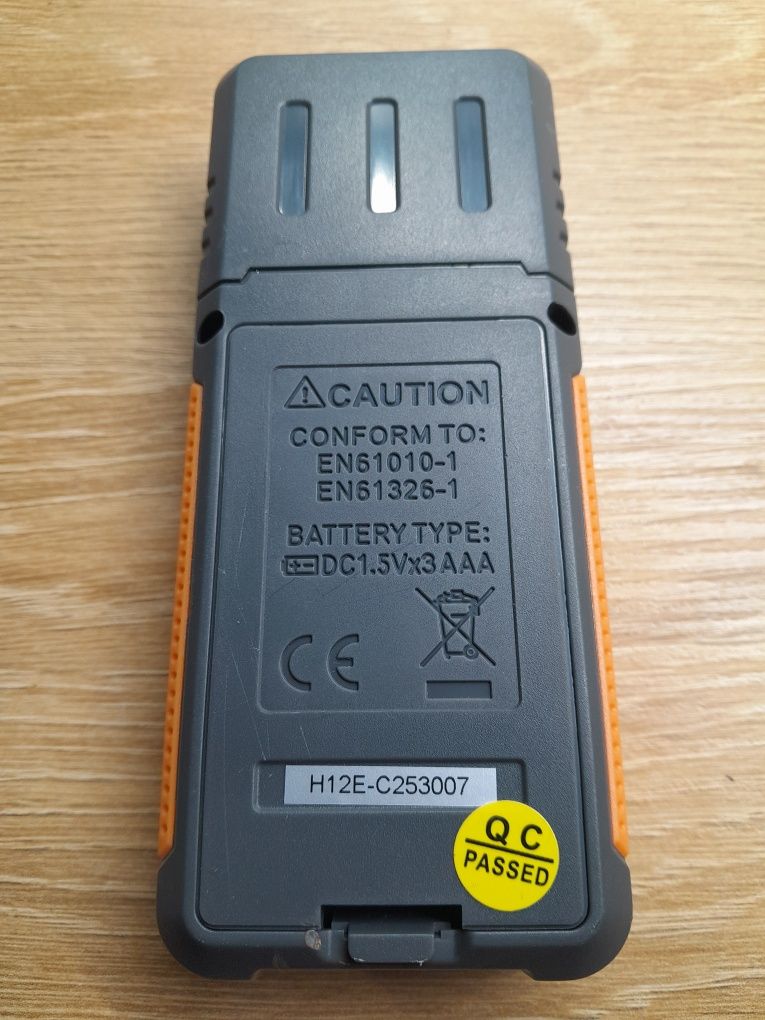 CAUTION
CONFORM TO:
EN61010-1
EN61326-1
BATTERY TYPE:
DC1.5Vx3 AAA
CE
H12E-C253007
QC
PASSED